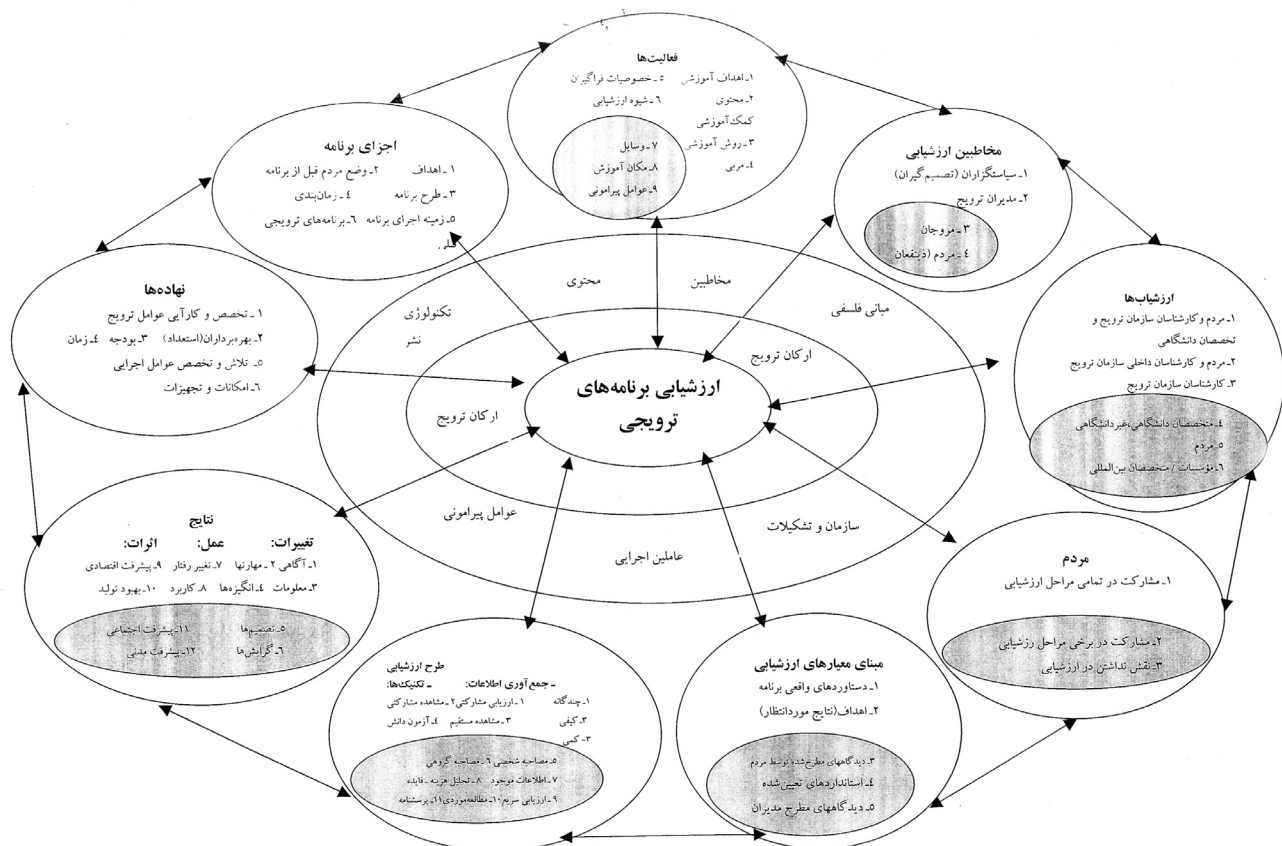 فعالیت‌ها
۱ـ اهداف آموزشی
۲ـ محتوی
کمک‌آموزشی
۳ـ روش آموزشی
۴ـ مربی
۵ ـ خصوصیات فراگیران
۶ ـ شیوه ارزشیابی
۷ـ وسایل
۸ـ مکان آموزش
۹ـ عوامل پیرامونی
مخاطبین ارزشیابی
۱ـ سیاستگزاران (تصمیم‌گیران)
۲ـ مدیران ترویج
۳ ـ مروجان
۴ـ مردم (ذینفعان
ارزشیاب‌ها
۱ـ مردم و کارشناسان سازمان ترویج و
تخصصان دانشگاهی
۲ـ مردم و کارشناسان داخلی سازمان ترویج
۳ـ کارشناسان سازمان ترویج
۴ـ متخصصان دانشگاهی،غیردانشگاهی
۵ـ مردم
۶ـ مؤسسات / متخصصان بین‌المللی
مردم
۱ـ مشارکت در تمامی مراحل ارزشیابی
۲ـ مشارکت در برخی مراحل رزشیابی
۳ـ نقش نداشتن در ارزشیابی
مبنای معیارهای ارزشیابی
۱ـ دستاوردهای واقعی برنامه
۲ـ اهداف(نتایج موردانتظار)
۳ـ دیدگاههای مطرح‌شده توسط مردم
۴ـ استانداردهای تعیین‌شده
۵ـ دیدگاههای مطرح مدیران
طرح ارزشیابی
ـ جمع‌آوری اطلاعات: ـ تکنیک‌ها:
۱ـ چندگانه ۱ـ ارزیابی مشارکتی ۲ـ مشاهده مشارکتی
۳ـ کیفی ۳ـ مشاهده مستقیم ۴ـ آزمون دانش
۳- کمی
۵ـ مصاحبه شخصی ۶ـ مصاحبه گروهی
۷ـ اطلاعات موجود ۸ـ تحلیل هزینه ـ فایده
۹ـ ارزیابی سریع ۱۰ـ مطالعه‌موردی ۱۱ـ پرسشنامه
نتایج
تغییرات: عمل: اثرات:
۱ـ آگاهی ۲ـ مهارتها ۷ـ تغییر رفتار ۹ـ پیشرفت اقتصادی
۳ـ معلومات ۴ـ انگیزه‌ها ۸ـ کاربرد ۱۰ـ بهبود تولید
۵ـ تصمیم‌ها ۱۱ـ پیشرفت اجتماعی
۶ـ گرایش‌ها ۱۲ـ پیشرفت مدنی
نهاده‌ها
۱ـ تخصص و کارآیی عوامل ترویج
۲ـ بهره‌برداران(استعداد) ۳ـ بودجه ۴ـ زمان
۵ـ تلاش و تخصص عوامل اجرایی
۶ـ امکانات و تجهیزات
اجزای برنامه
۱ ـ اهداف ۲ـ وضع مردم قبل از برنامه
۳ـ طرح برنامه ۴ ـ زمان‌بندی
۵ـ زمینه اجرای برنامه ۶ـ برنامه‌های ترویجی
مخاطبین
محتوی
مبانی فلسفی
تکنولوژی
نشر
ارکان ترویج
ارزشیابی برنامه‌های
ترویجی
ارکان ترویج
عوامل پیرامونی
سازمان و تشکیلات
عاملین اجرایی